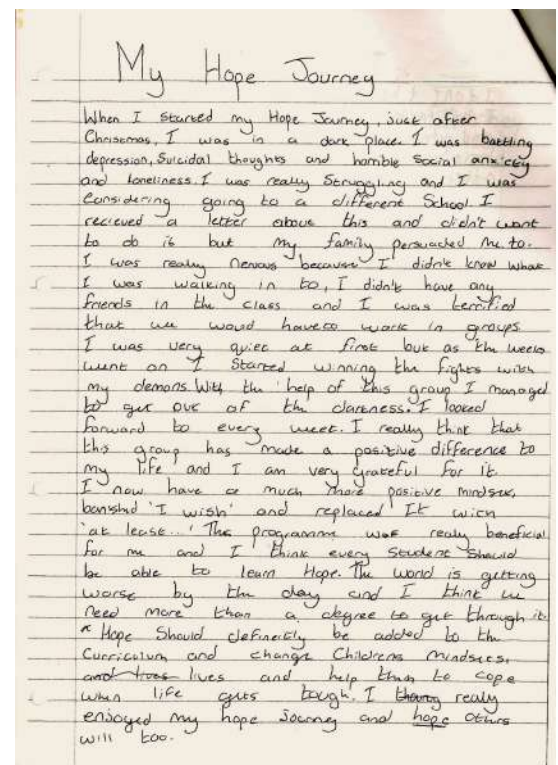 My Hope Journey
When I started my Hope Journey, just after
Chrismas, I was in a dark place. I was battling
depression, Suicidal thoughts and horrible Social anxiety
and loneliness. I was really Struggling and I was
Considering going to a different School. I
recieved a letter about this and didn't want
to do it but my family persuaded me to.
I was really nervous because I didn't know what
I was walking in to, I didn't have any
friends in the class and I was terrified
that we woud have to work in groups
I was very quiet at first but as the weeks
went on I Started winning the fights with
my demons. With the help of this group I managed
to get out of the darkness. I looked
forward to every week. I really think that
this group has made a positive difference to
my life and I am very grateful for it.
I now have a much more positive mindset,
banishd 'I wish' and replaced It with
'at least...' The programme was realy beneficial
for me and I think every Student Should
be able to learn Hope. The world is getting
worse by the day and I think we
need more than a degree to get through it.
" Hope Should definetly be added to the
Curriculum and change Childrens mindsets,
and lives lives and help them to cope
when life gets tough. I really
enjoyed my hope Journey and hope others
will too.